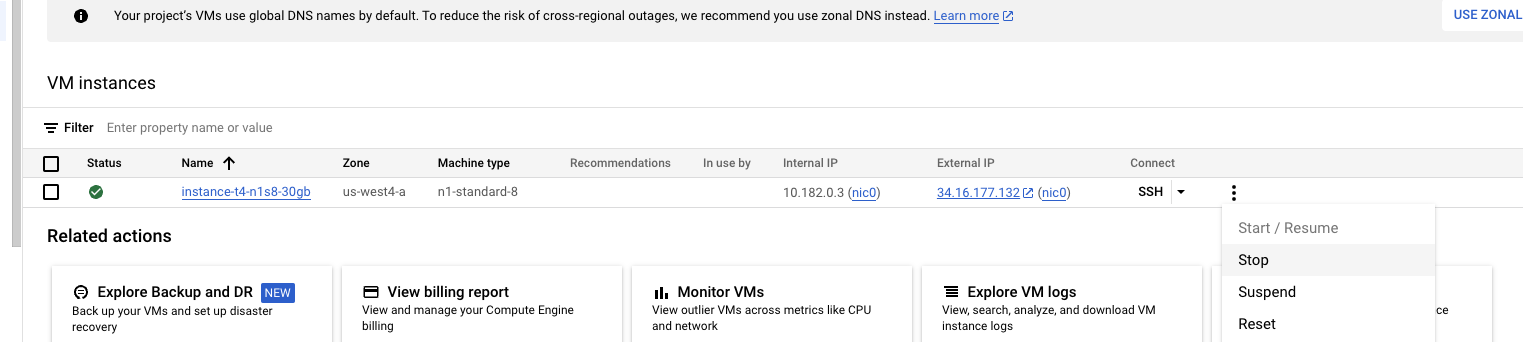 Your project's VMs use global DNS names by default. To reduce the risk of cross-regional outages, we recommend you use zonal DNS instead. Learn more
USE ZONAL
VM instances
Filter Enter property name or value
Status Name Zone Machine type Recommendations In use by Internal IP External IP Connect
instance-t4-n1s8-30gb us-west4-a n1-standard-8 10.182.0.3 (nic0) 34.16.177.132 (nic0) SSH
Start / Resume
Stop
Suspend
Reset
Related actions
Explore Backup and DR NEW
Back up your VMs and set up disaster
recovery
View billing report
View and manage your Compute Engine
billing
Monitor VMs
View outlier VMs across metrics like CPU
and network
Explore VM logs
View, search, analyze, and download VM
instance logs
ce